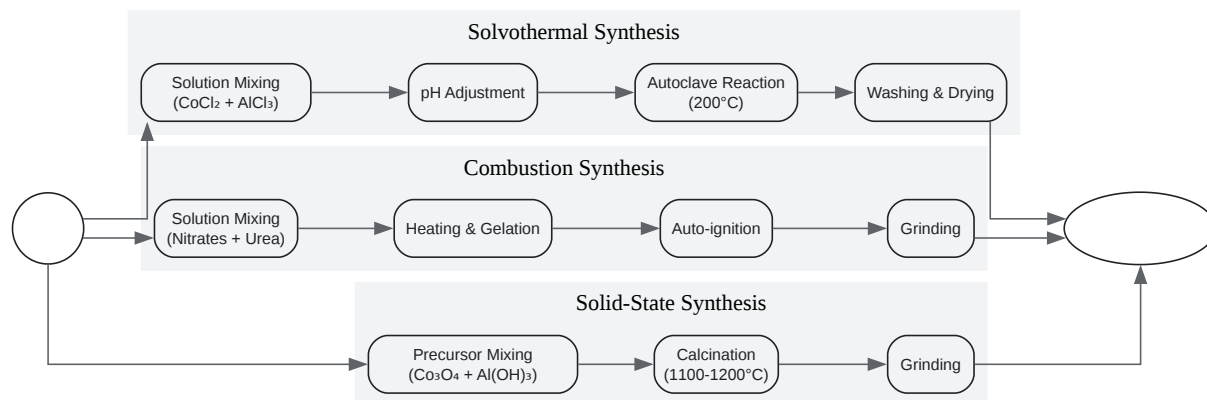 Solvothermal Synthesis
Solution Mixing
(CoCl₂ + AlCl₃)
pH Adjustment
Autoclave Reaction
(200°C)
Washing & Drying
Combustion Synthesis
Solution Mixing
(Nitrates + Urea)
Heating & Gelation
Auto-ignition
Grinding
Solid-State Synthesis
Precursor Mixing
(Co₃O₄ + Al(OH)₃)
Calcination
(1100-1200°C)
Grinding